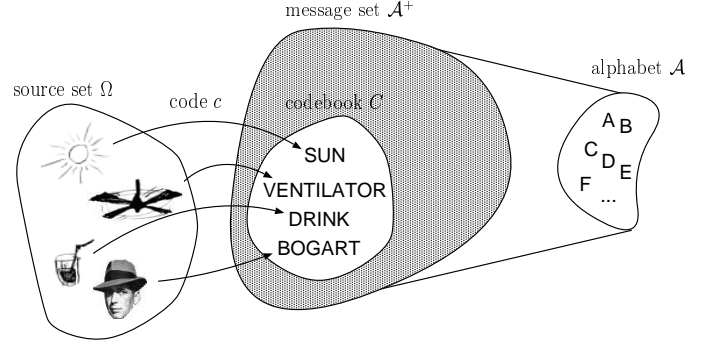 message set 𝒜⁺
alphabet 𝒜
source set Ω
code c
codebook C
SUN
VENTILATOR
DRINK
BOGART
A B
C D E
F ...